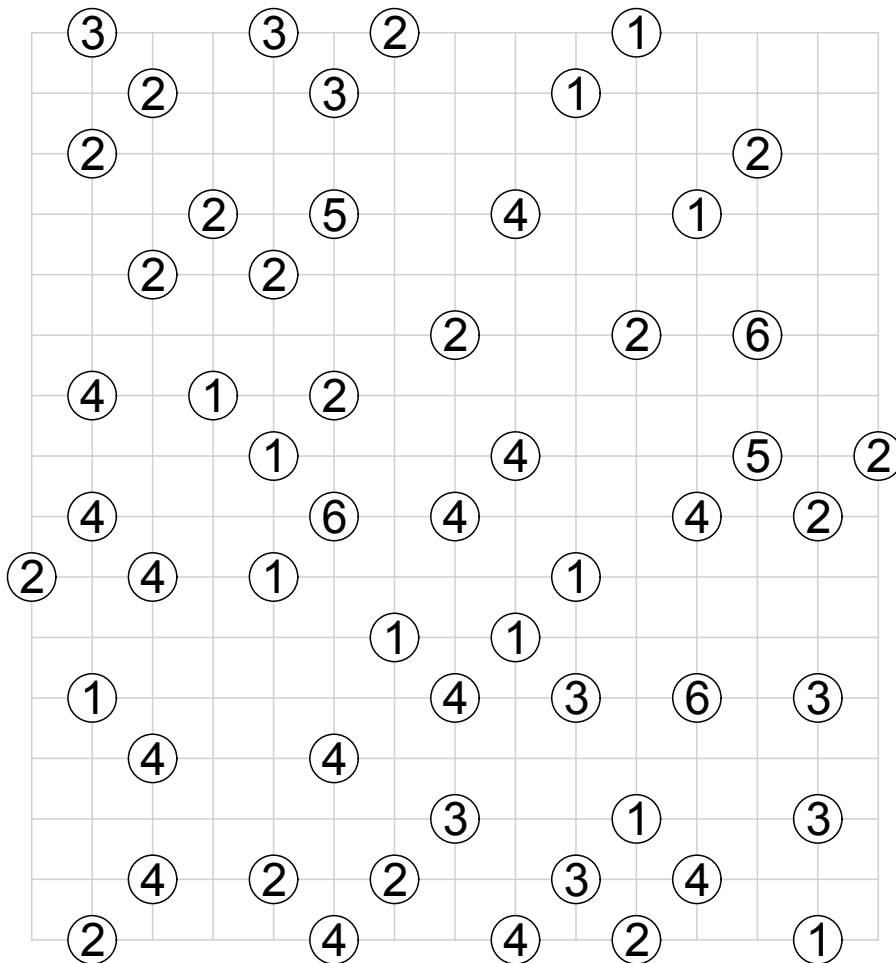 3 3 2 1
2 3 1
2 2
2 5 4 1
2 2
2 2 6
4 1 2
1 4 5 2
4 6 4 4 2
2 4 1 1
1 1
1 4 3 6 3
4 4
3 1 3
4 2 2 3 4
2 4 4 2 1